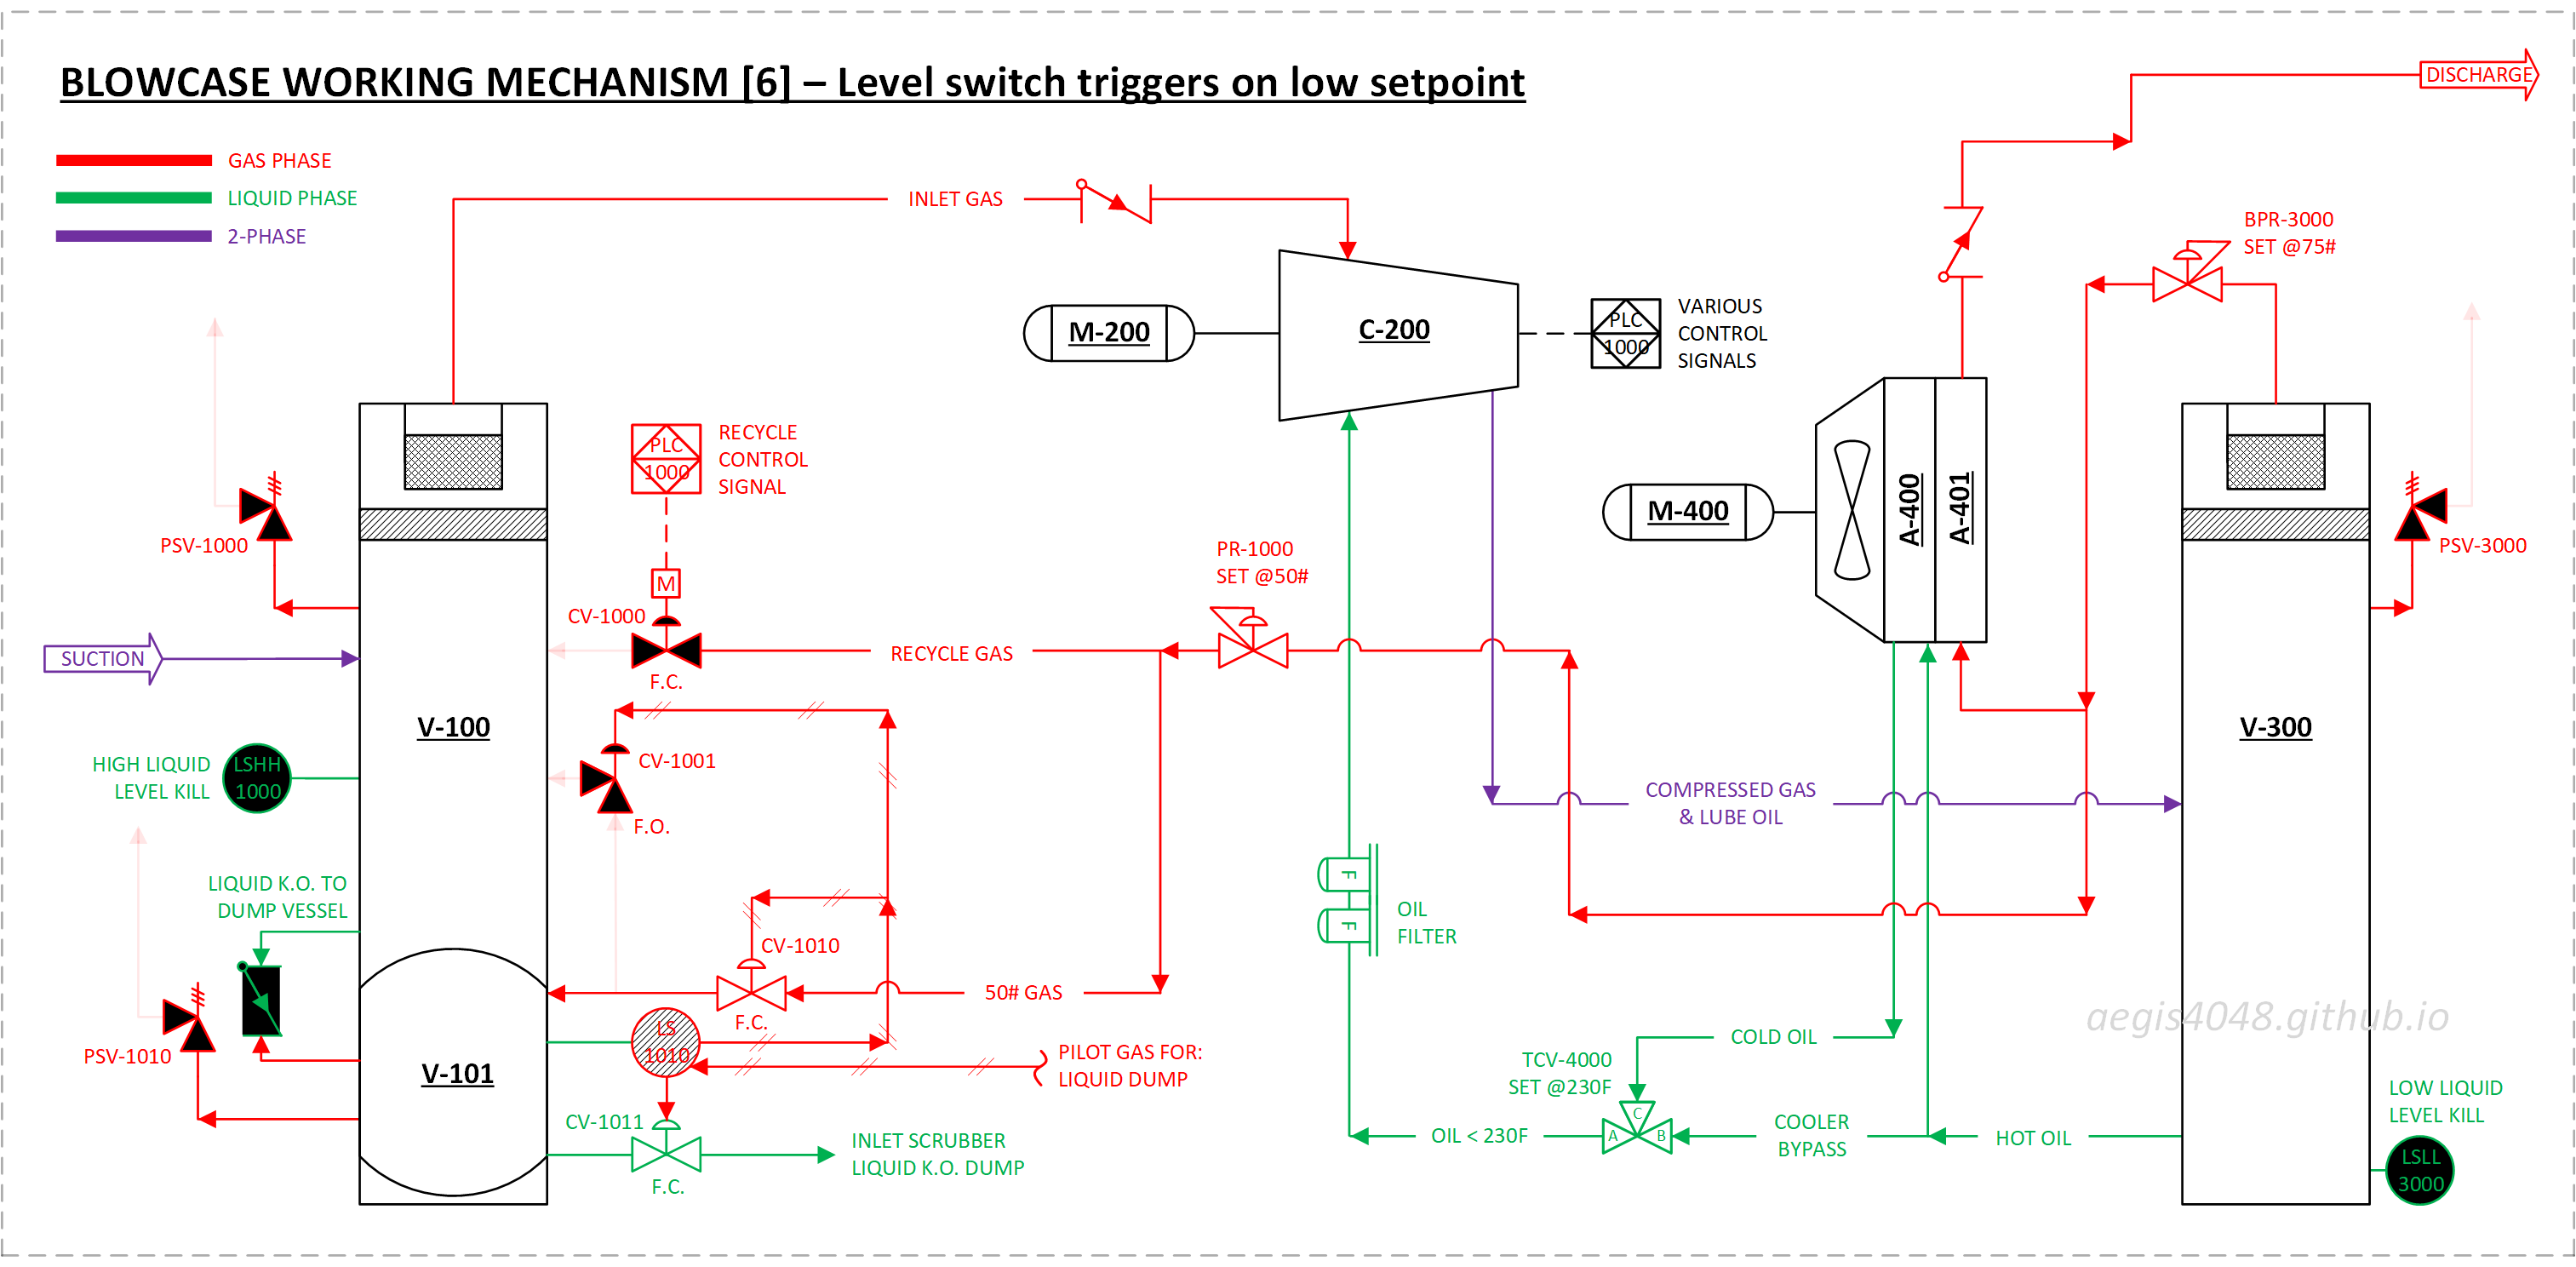 BLOWCASE WORKING MECHANISM [6] – Level switch triggers on low setpoint
DISCHARGE
GAS PHASE
LIQUID PHASE
2-PHASE
INLET GAS
BPR-3000
SET @75#
M-200
C-200
PLC
1000
VARIOUS
CONTROL
SIGNALS
PLC
1000
RECYCLE
CONTROL
SIGNAL
M-400
A-400
A-401
PSV-1000
PSV-3000
PR-1000
SET @50#
M
CV-1000
F.C.
RECYCLE GAS
SUCTION
V-100
V-300
HIGH LIQUID
LEVEL KILL
LSHH
1000
CV-1001
F.O.
COMPRESSED GAS
& LUBE OIL
LIQUID K.O. TO
DUMP VESSEL
F
F
OIL
FILTER
CV-1010
F.C.
50# GAS
aegis4048.github.io
PSV-1010
LS
1010
V-101
PILOT GAS FOR:
LIQUID DUMP
COLD OIL
TCV-4000
SET @230F
CV-1011
F.C.
INLET SCRUBBER
LIQUID K.O. DUMP
OIL < 230F
A
C
B
COOLER
BYPASS
HOT OIL
LOW LIQUID
LEVEL KILL
LSLL
3000